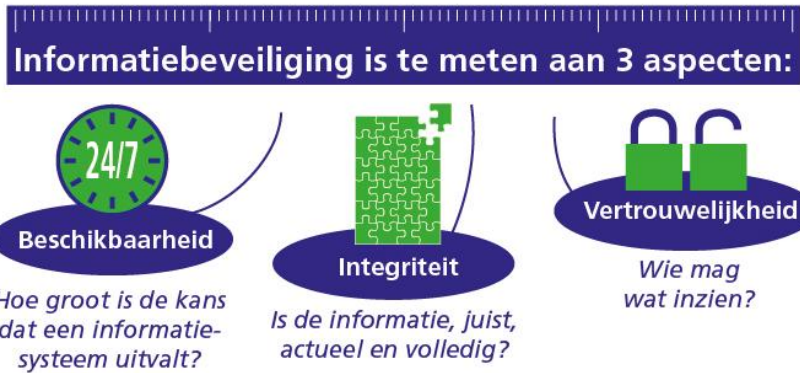 Informatiebeveiliging is te meten aan 3 aspecten:
24/7
Beschikbaarheid
Hoe groot is de kans
dat een informatie-
systeem uitvalt?
Integriteit
Is de informatie, juist,
actueel en volledig?
Vertrouwelijkheid
Wie mag
wat inzien?